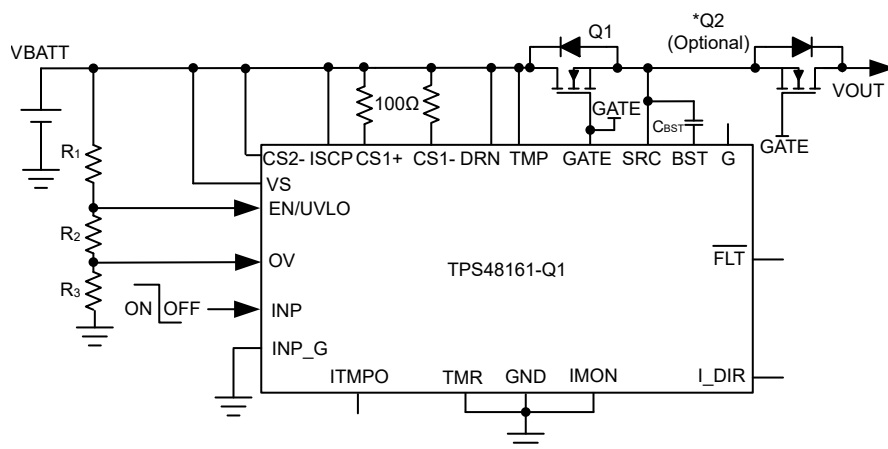 *Q2
Q1
(Optional)
VBATT
VOUT
100Ω
GATE
CBST
GATE
R1
CS2- ISCP CS1+ CS1- DRN TMP GATE SRC BST G
VS
EN/UVLO
R2
OV
TPS48161-Q1
FLT
R3
ON OFF
INP
INP_G
ITMPO TMR GND IMON I_DIR